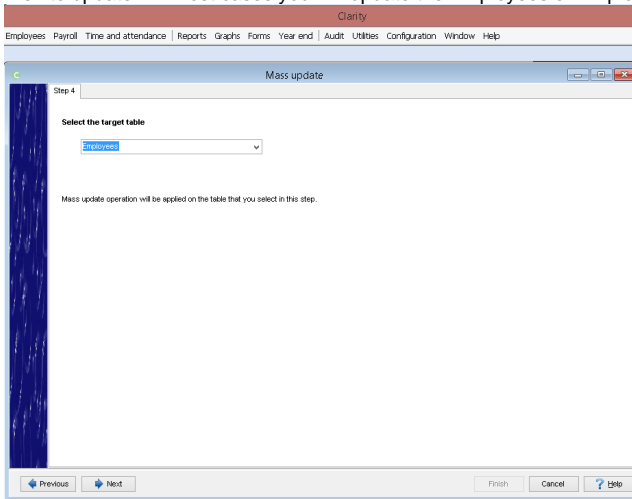 Clarity
Employees Payroll Time and attendance Reports Graphs Forms Year end Audit Utilities Configuration Window Help
Mass update
Step 4
Select the target table
Employees
Mass update operation will be applied on the table that you select in this step.
Previous Next Finish Cancel Help